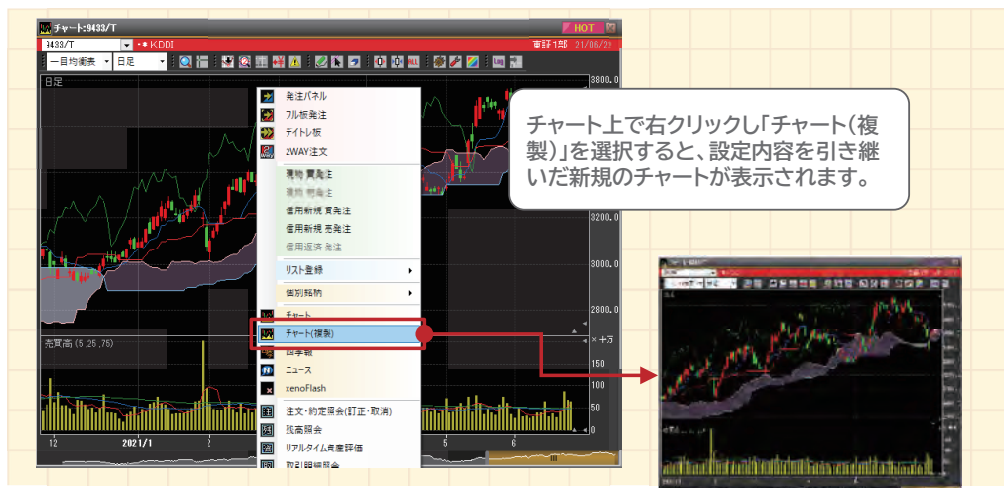 チャート:9433/T
HOT
9433/T
KDDI
東証1部 21/06/2
一目均衡表
日足
ALL
Log
日足
3800.0
3200.0
3000.0
2800.0
発注パネル
フル板発注
デイトレ板
2WAY注文
現物 買発注
現物 売発注
信用新規 買発注
信用新規 売発注
信用返済 発注
リスト登録
個別銘柄
チャート
チャート(複製)
四季報
ニュース
zenoFlash
注文・約定照会(訂正・取消)
残高照会
リアルタイム資産評価
取引明細照会
売買高(5,25,75)
×十万
150
100
50
0
12
2021/1
2
5
6
チャート上で右クリックし「チャート(複
製)」を選択すると、設定内容を引き継
いだ新規のチャートが表示されます。